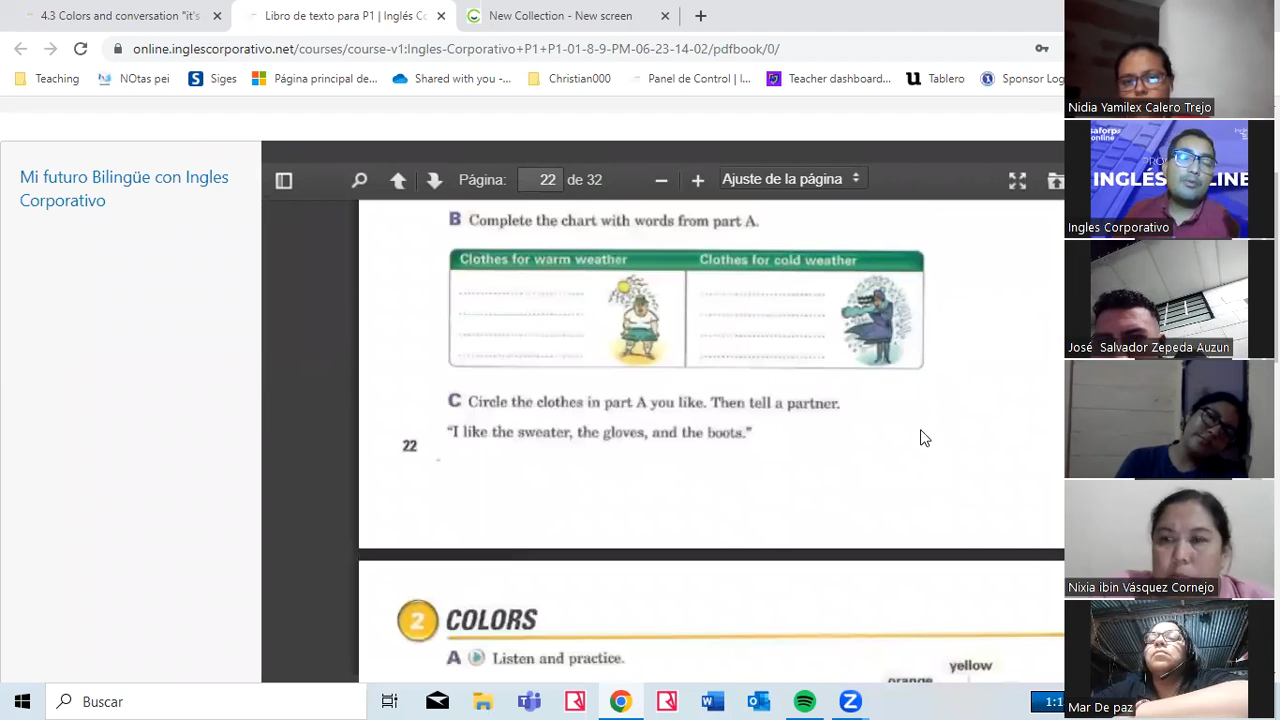 4.3 Colors and conversation "it's
Libro de texto para P1 | Inglés C
New Collection - New screen
online.inglescorporativo.net/courses/course-v1:Ingles-Corporativo+P1+P1-01-8-9-PM-06-23-14-02/pdfbook/0/
Teaching
NOtas pei
Siges
Página principal de...
Shared with you -...
Christian000
Panel de Control | I...
Teacher dashboard...
Tablero
Sponsor Log
Mi futuro Bilingüe con Ingles
Corporativo
Página: 22 de 32
Ajuste de la página
B Complete the chart with words from part A.
Clothes for warm weather
Clothes for cold weather
C Circle the clothes in part A you like. Then tell a partner.
"I like the sweater, the gloves, and the boots."
22
2 COLORS
A Listen and practice.
yellow
orange
Buscar
Nidia Yamilex Calero Trejo
INGLÉS
LINE
Ingles Corporativo
José Salvador Zepeda Auzun
Nixia ibin Vásquez Cornejo
Mar De paz